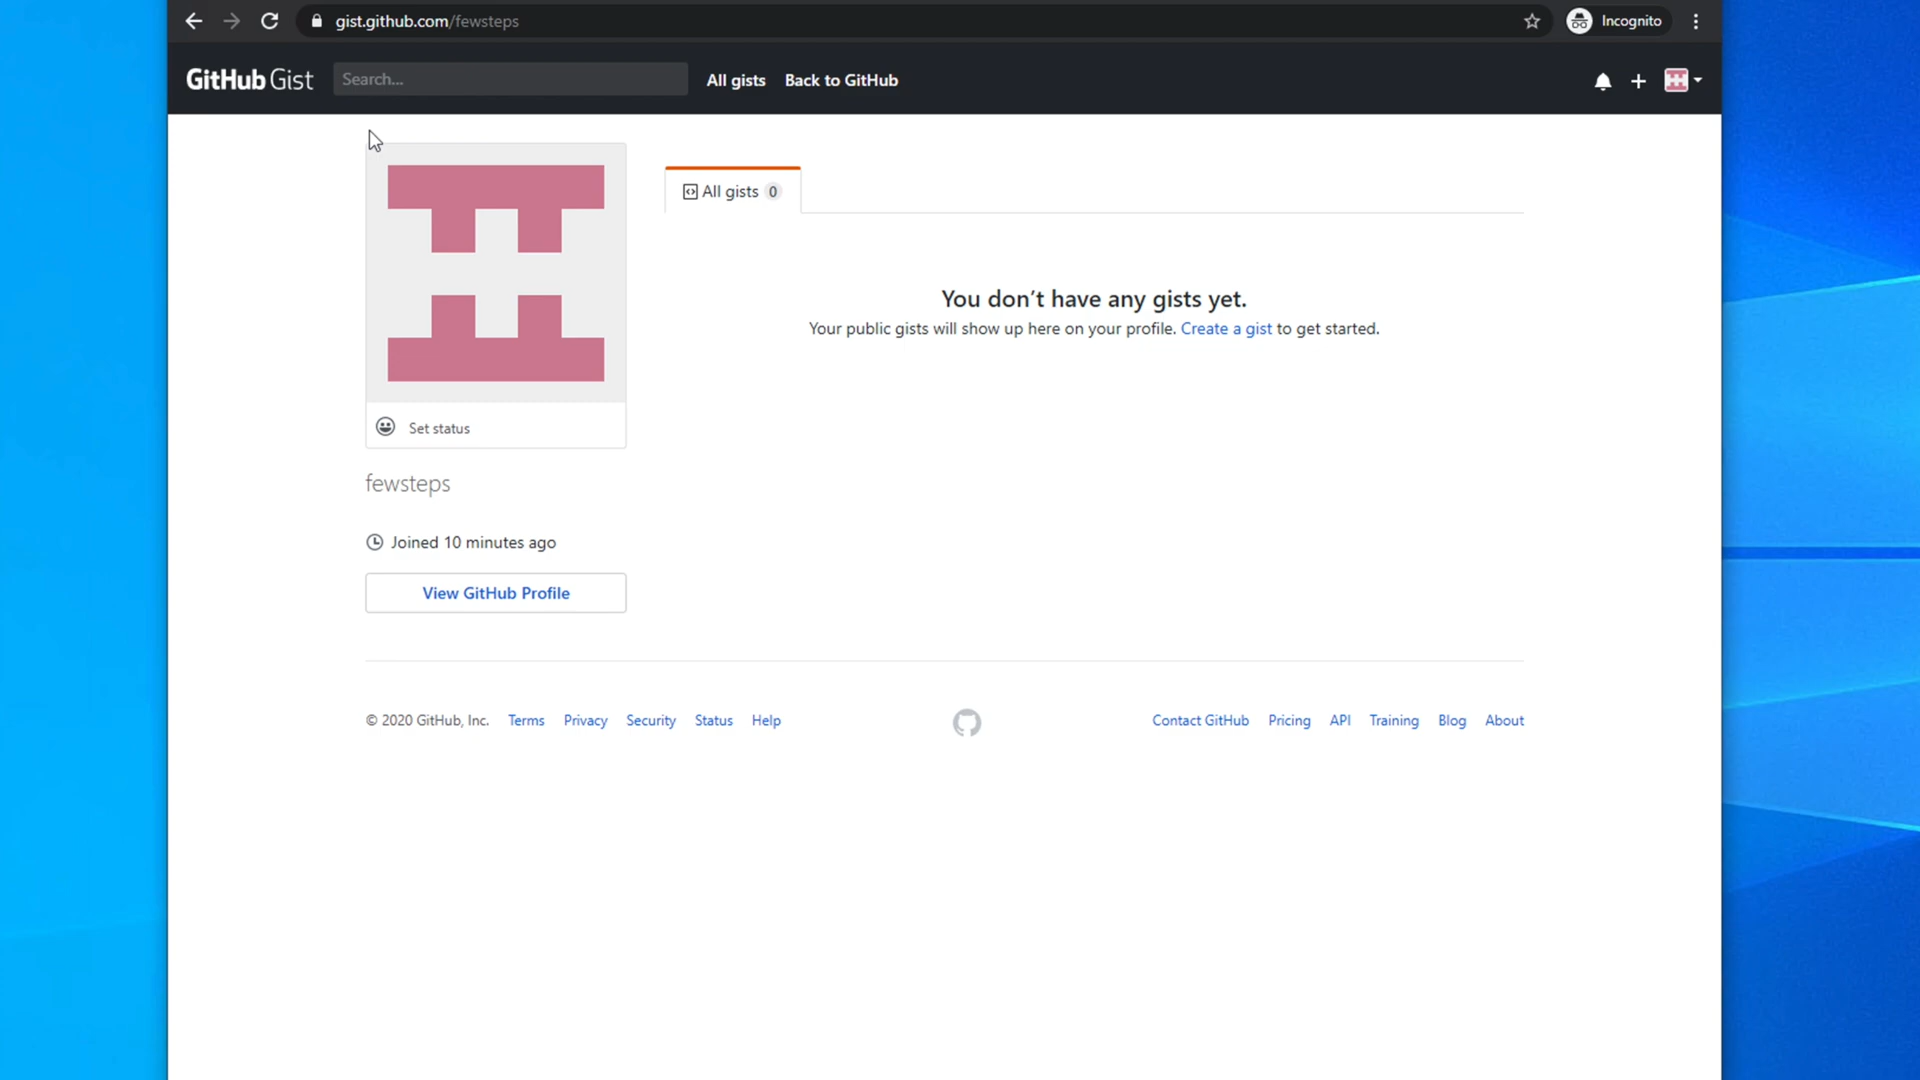 gist.github.com/fewsteps
Incognito
GitHub Gist
Search...
All gists
Back to GitHub
All gists 0
You don't have any gists yet.
Your public gists will show up here on your profile. Create a gist to get started.
Set status
fewsteps
Joined 10 minutes ago
View GitHub Profile
© 2020 GitHub, Inc. Terms Privacy Security Status Help Contact GitHub Pricing API Training Blog About